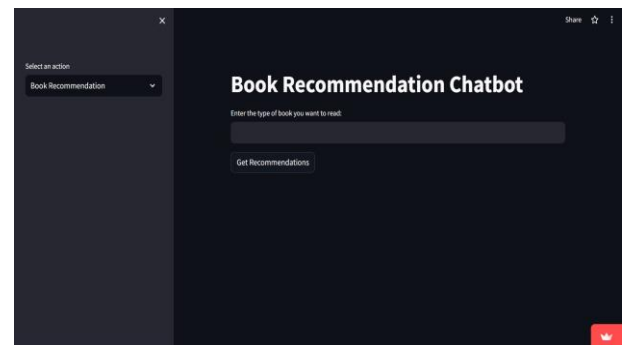 Share
Select an action
Book Recommendation
Book Recommendation Chatbot
Enter the type of book you want to read:
Get Recommendations